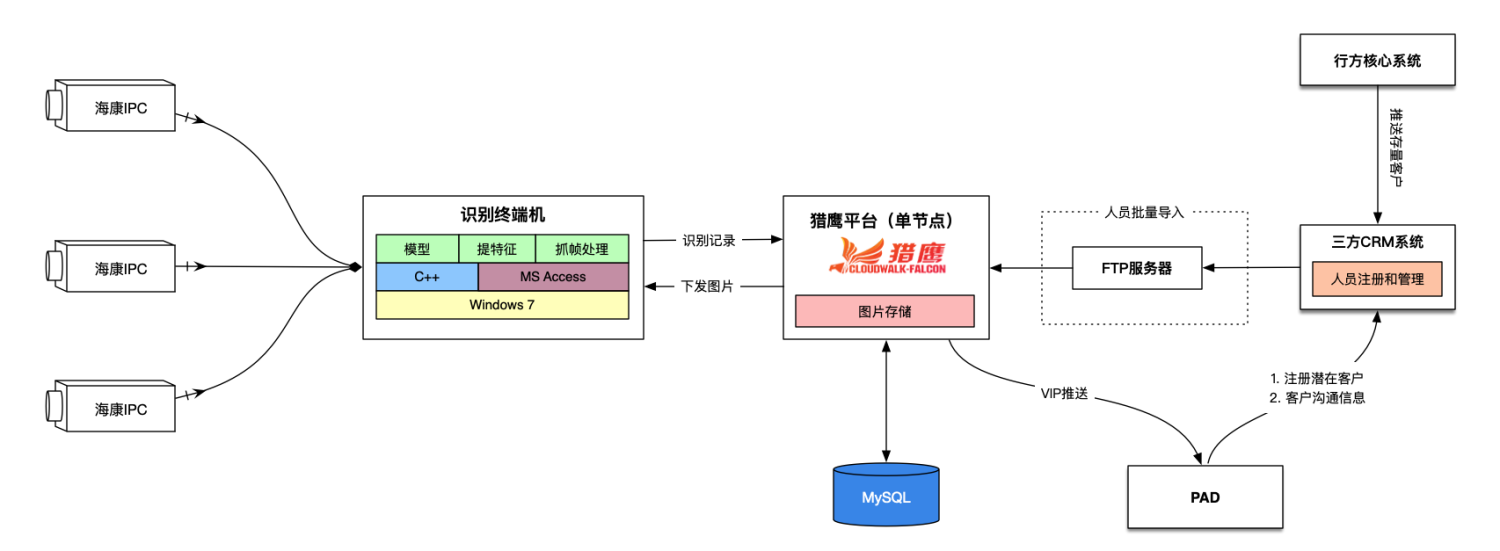 行方核心系统
推送存量客户
海康IPC
海康IPC
海康IPC
识别终端机
模型
提特征
抓帧处理
C++
MS Access
Windows 7
识别记录
下发图片
猎鹰平台（单节点）
猎鹰
CLOUDWALK-FALCON
图片存储
人员批量导入
FTP服务器
三方CRM系统
人员注册和管理
VIP推送
1. 注册潜在客户
2. 客户沟通信息
MySQL
PAD